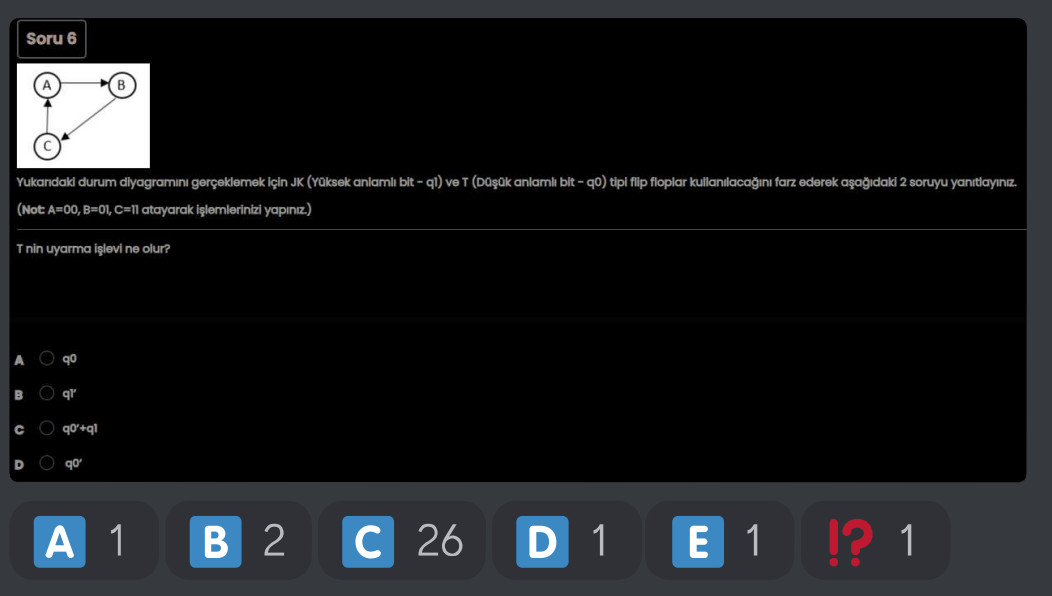 Soru 6
A B
C
Yukarıdaki durum diyagramını gerçeklemek için JK (Yüksek anlamlı bit - q1) ve T (Düşük anlamlı bit - q0) tipi flip floplar kullanılacağını farz ederek aşağıdaki 2 soruyu yanıtlayınız.
(Not: A=00, B=01, C=11 atayarak işlemlerinizi yapınız.)
T nin uyarma işlevi ne olur?
A q0
B q1'
C q0'+q1
D q0'
A 1 B 2 C 26 D 1 E 1 !? 1